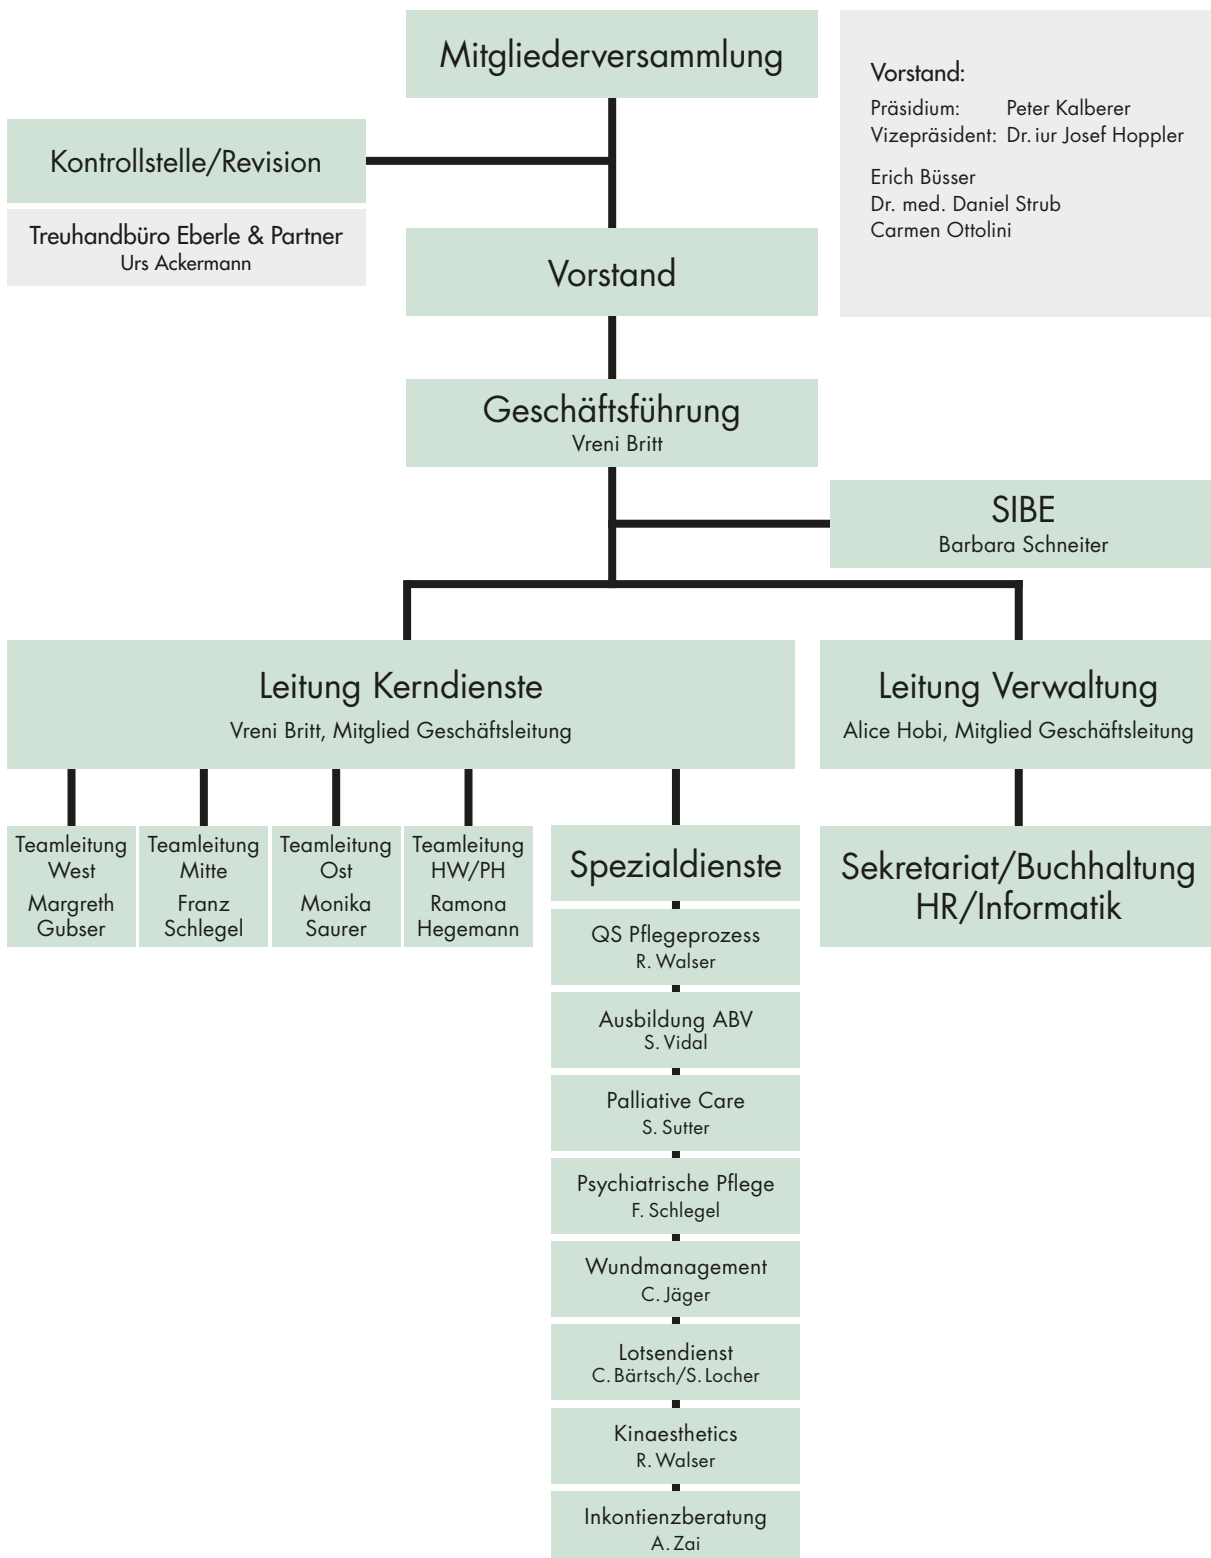 Mitgliederversammlung
Vorstand:
Präsidium: Peter Kalberer
Vizepräsident: Dr. iur Josef Hoppler
Erich Büsser
Dr. med. Daniel Strub
Carmen Ottolini
Kontrollstelle/Revision
Treuhandbüro Eberle & Partner
Urs Ackermann
Vorstand
Geschäftsführung
Vreni Britt
SIBE
Barbara Schneiter
Leitung Kerndienste
Vreni Britt, Mitglied Geschäftsleitung
Leitung Verwaltung
Alice Hobi, Mitglied Geschäftsleitung
Teamleitung
West
Margreth
Gubser
Teamleitung
Mitte
Franz
Schlegel
Teamleitung
Ost
Monika
Saurer
Teamleitung
HW/PH
Ramona
Hegemann
Spezialdienste
QS Pflegeprozess
R. Walser
Ausbildung ABV
S. Vidal
Palliative Care
S. Sutter
Psychiatrische Pflege
F. Schlegel
Wundmanagement
C. Jäger
Lotsendienst
C. Bärtsch/S. Locher
Kinaesthetics
R. Walser
Inkontienzberatung
A. Zai
Sekretariat/Buchhaltung
HR/Informatik